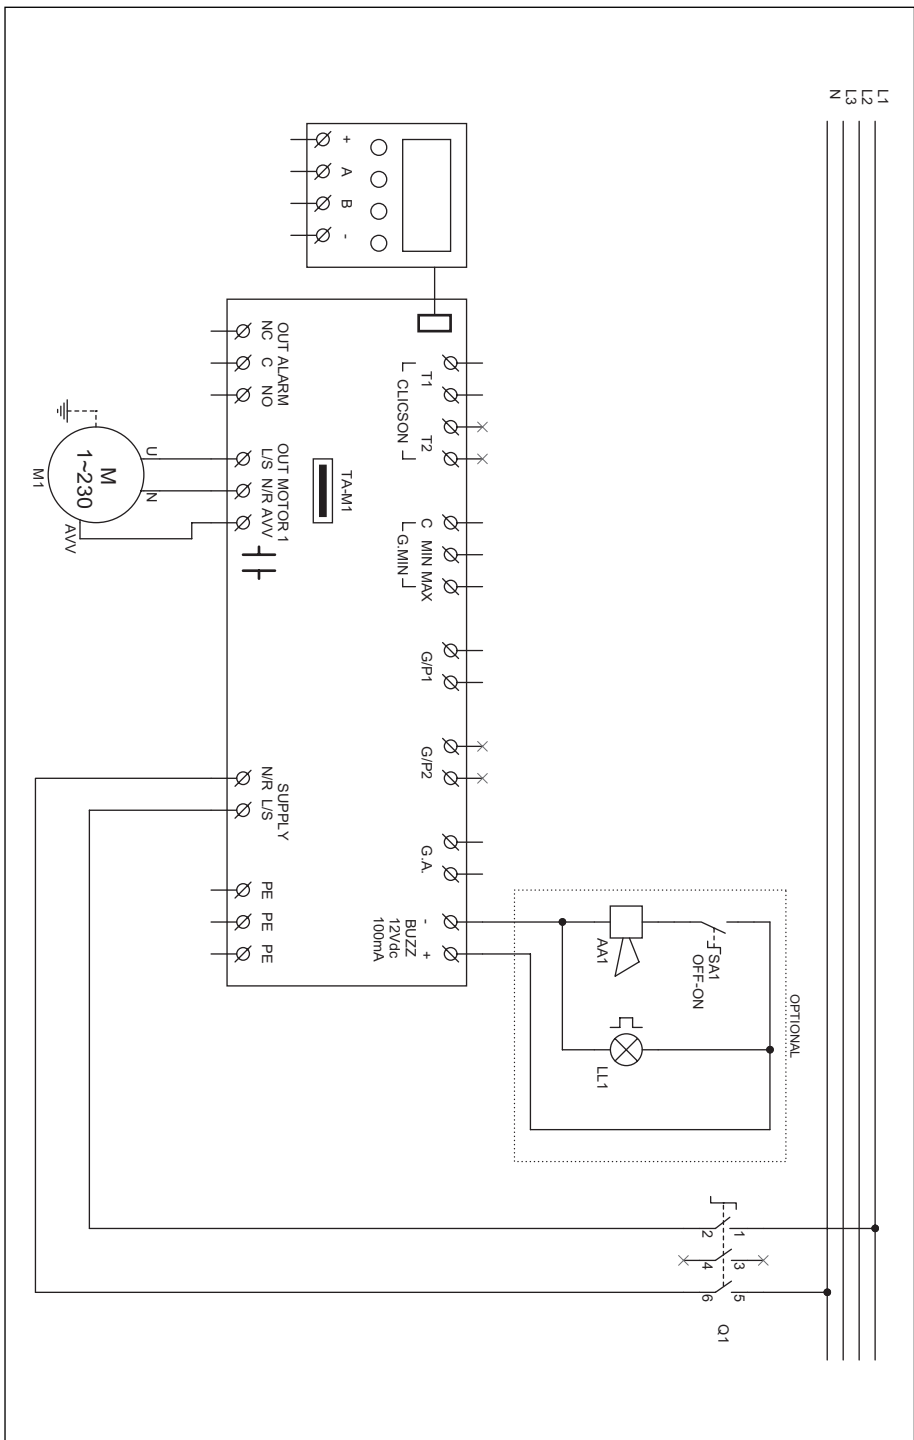 L1
L2
L3
N
+ A B -
OUT ALARM
NC C NO
OUT MOTOR 1
L/S N/R AVV
TA-M1
T1 T2
CLICSON
C MIN MAX
G.MIN
G/P1
G/P2
G.A.
- +
BUZZ
12Vdc
100mA
SUPPLY
N/R L/S
PE PE PE
U N
M
1~230
M1
AVV
OPTIONAL
SA1
OFF-ON
AA1
LL1
1 3 5
2 4 6
Q1